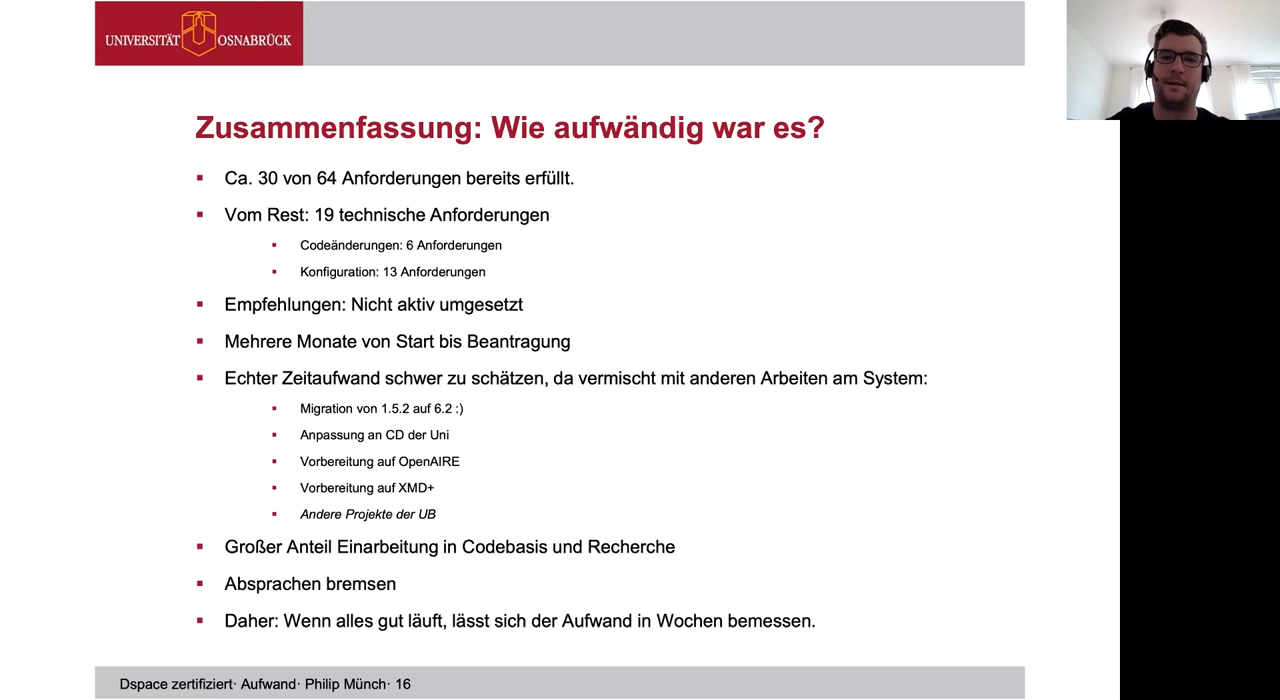 UNIVERSITÄT OSNABRÜCK
Zusammenfassung: Wie aufwändig war es?
Ca. 30 von 64 Anforderungen bereits erfüllt.
Vom Rest: 19 technische Anforderungen
Codeänderungen: 6 Anforderungen
Konfiguration: 13 Anforderungen
Empfehlungen: Nicht aktiv umgesetzt
Mehrere Monate von Start bis Beantragung
Echter Zeitaufwand schwer zu schätzen, da vermischt mit anderen Arbeiten am System:
Migration von 1.5.2 auf 6.2 :)
Anpassung an CD der Uni
Vorbereitung auf OpenAIRE
Vorbereitung auf XMD+
Andere Projekte der UB
Großer Anteil Einarbeitung in Codebasis und Recherche
Absprachen bremsen
Daher: Wenn alles gut läuft, lässt sich der Aufwand in Wochen bemessen.
Dspace zertifiziert· Aufwand· Philip Münch· 16